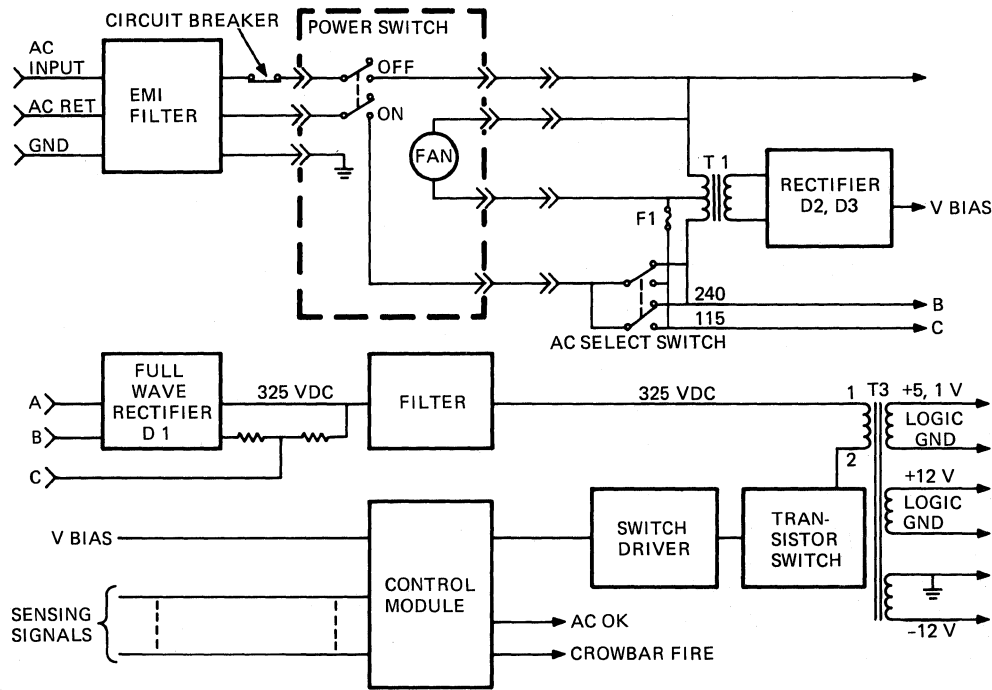 CIRCUIT BREAKER
POWER SWITCH
AC
INPUT
OFF
AC RET
ON
GND
EMI
FILTER
FAN
T 1
F1
RECTIFIER
D2, D3
V BIAS
240
B
115
C
AC SELECT SWITCH
FULL
WAVE
RECTIFIER
D 1
A
B
C
325 VDC
FILTER
325 VDC
1
2
T3
+5, 1 V
LOGIC
GND
+12 V
LOGIC
GND
-12 V
V BIAS
SENSING
SIGNALS
CONTROL
MODULE
SWITCH
DRIVER
TRAN-
SISTOR
SWITCH
AC OK
CROWBAR FIRE